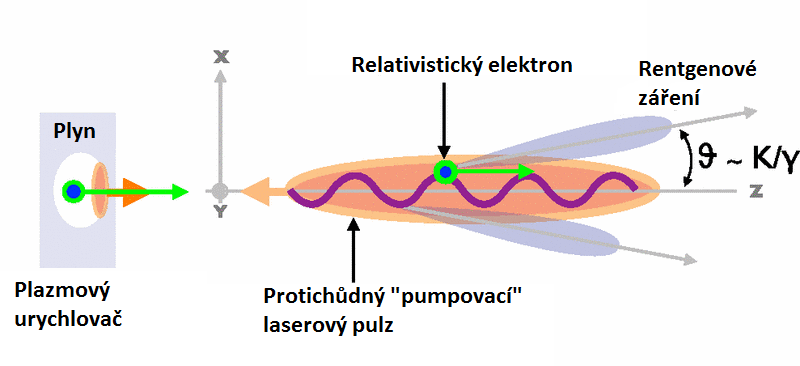 Plyn
Plazmový
urychlovač
X
Y
Z
Relativistický elektron
Rentgenové
záření
ϑ ~ K/γ
Protichůdný "pumpovací"
laserový pulz